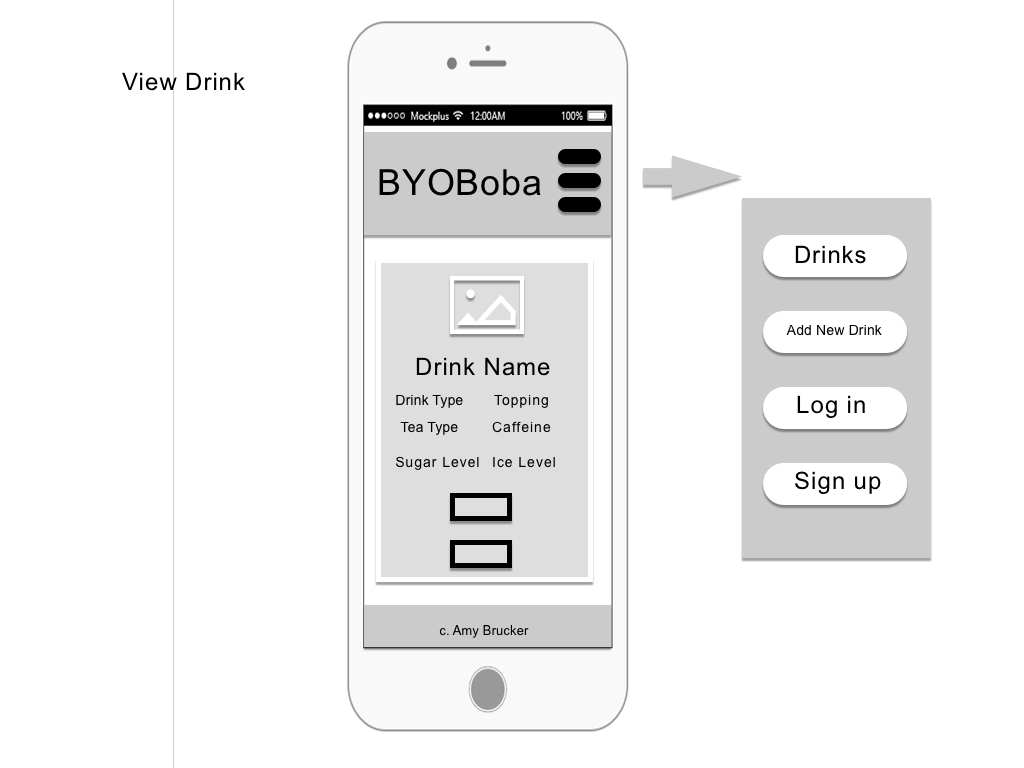 View Drink
Mockplus 12:00AM 100%
BYOBoba
Drink Name
Drink Type Topping
Tea Type Caffeine
Sugar Level Ice Level
c. Amy Brucker
Drinks
Add New Drink
Log in
Sign up